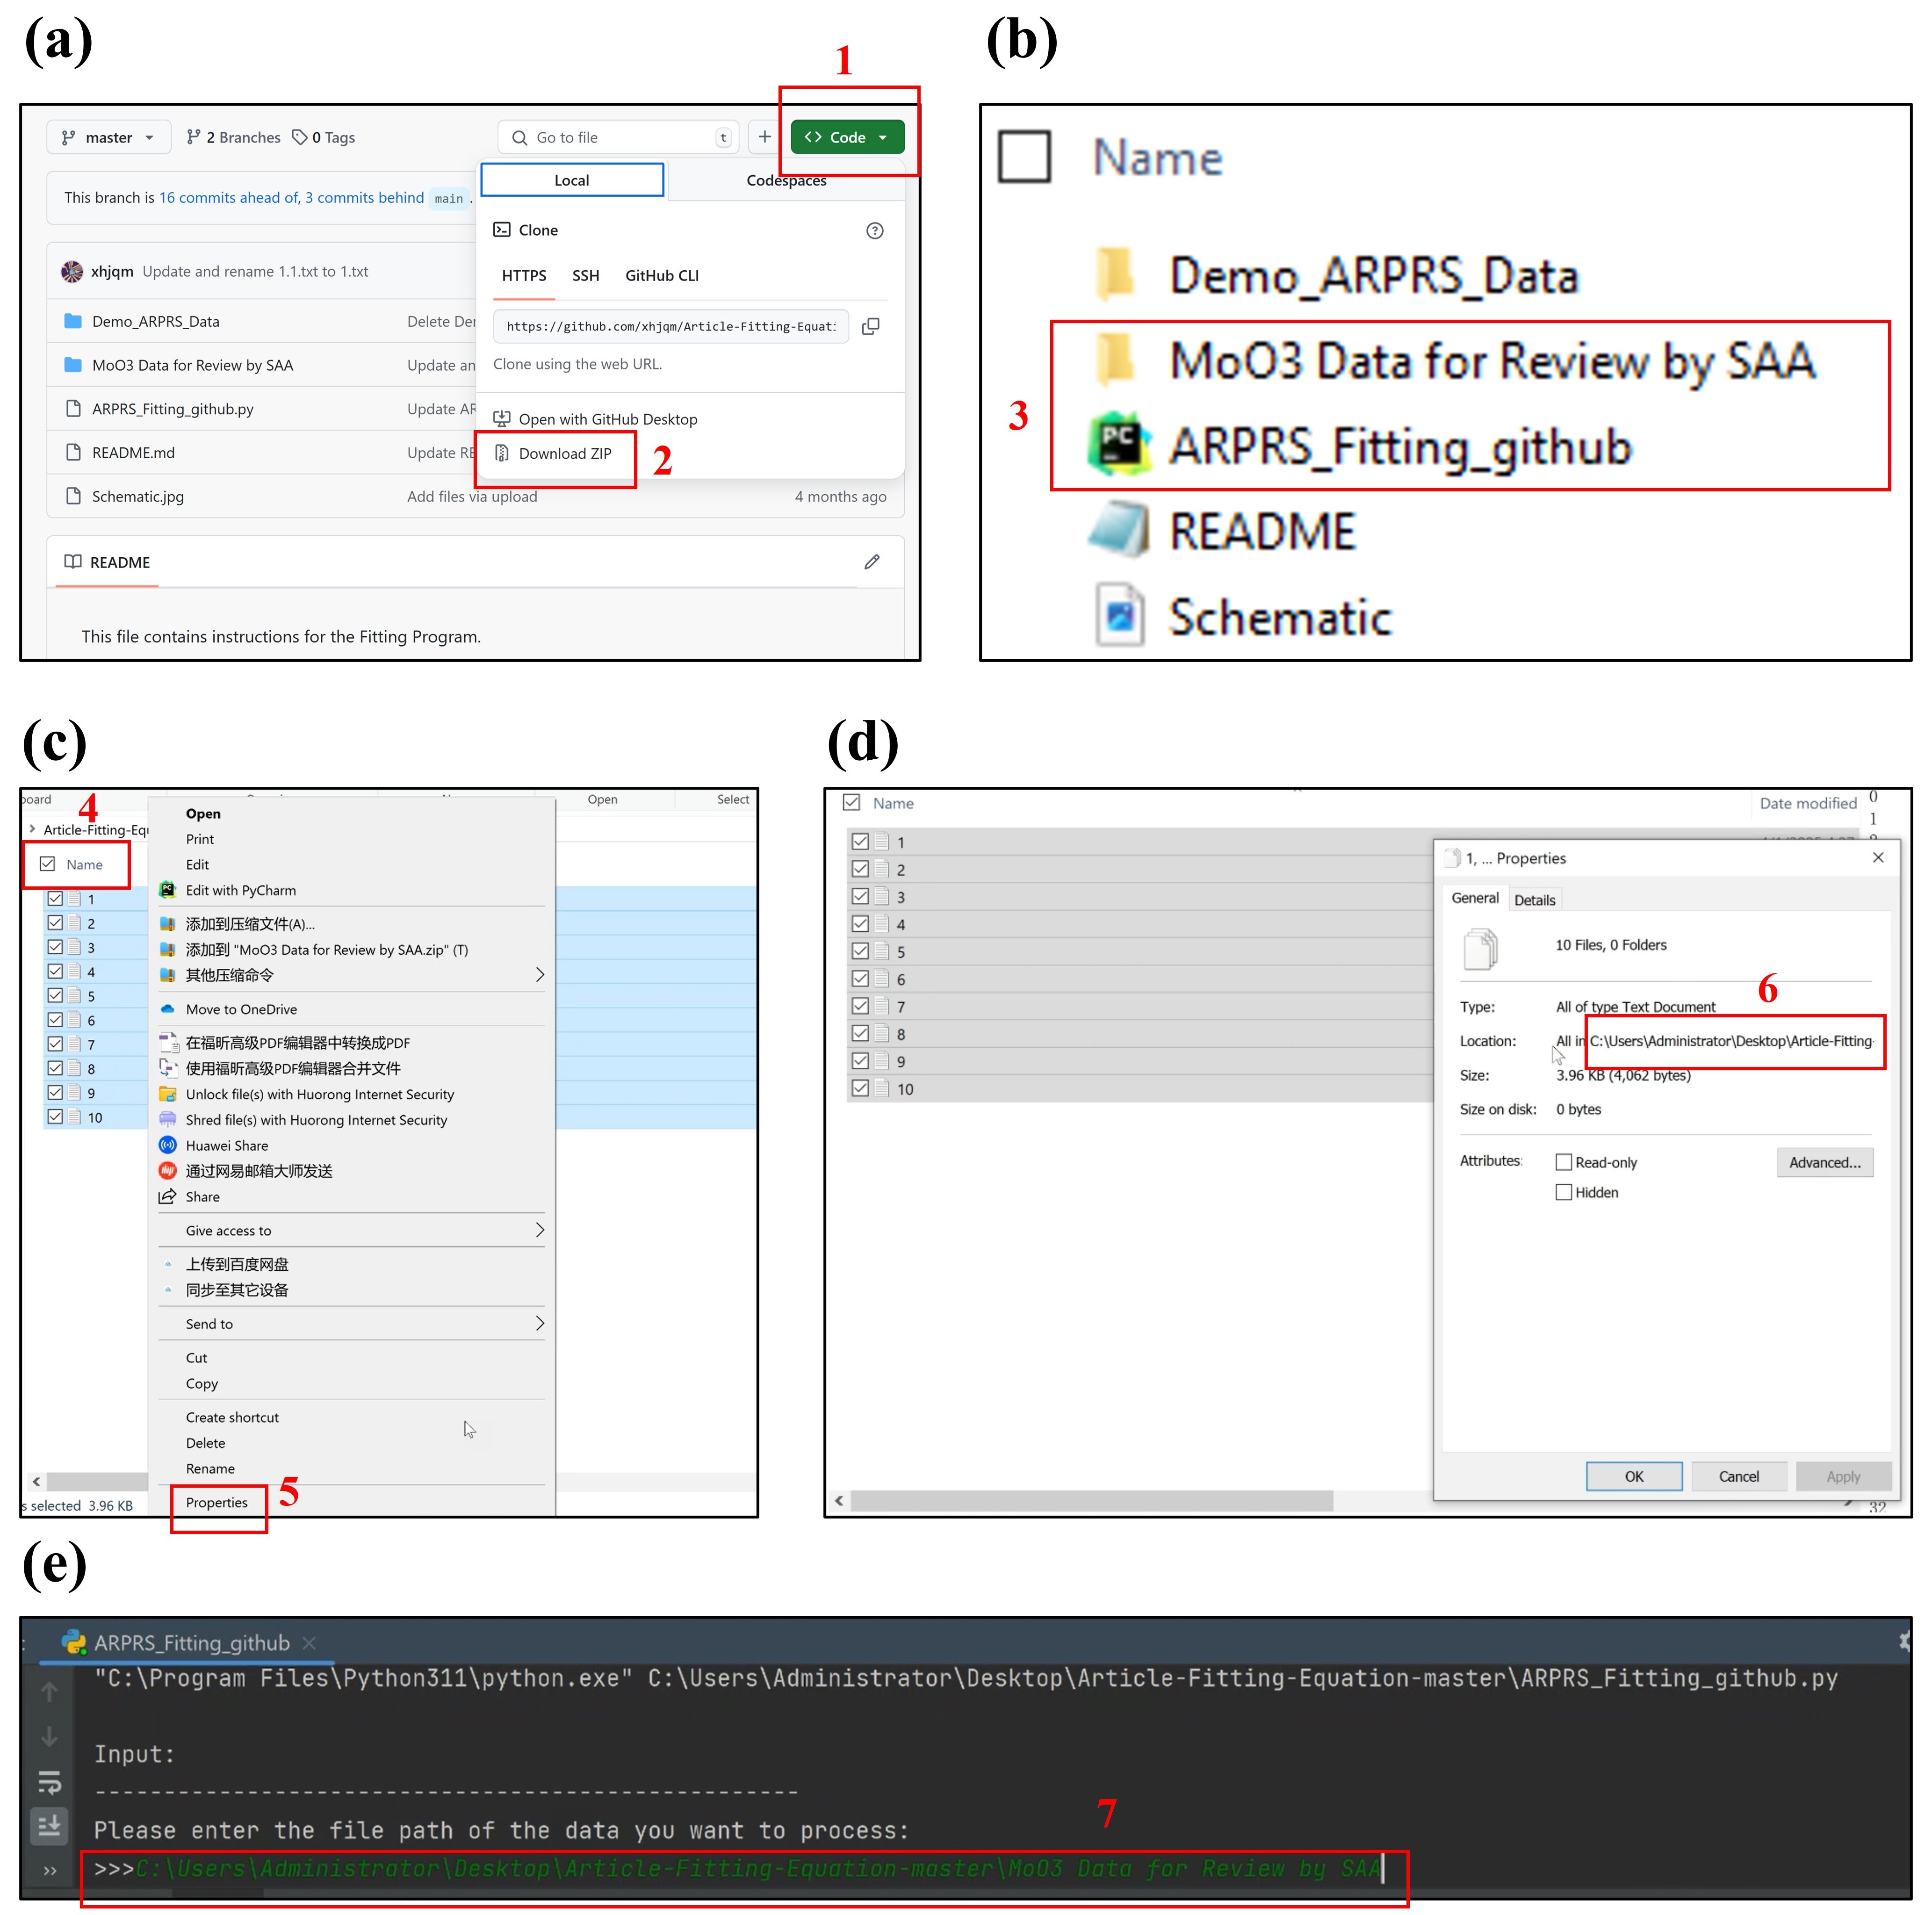 (a)
1
master
2 Branches
0 Tags
Go to file
t
+
<> Code
This branch is 16 commits ahead of, 3 commits behind main .
Local
Codespaces
Clone
HTTPS
SSH
GitHub CLI
https://github.com/xhjqm/Article-Fitting-Equati
Clone using the web URL.
Open with GitHub Desktop
Download ZIP
2
xhjqm Update and rename 1.1.txt to 1.txt
Demo_ARPRS_Data
Delete Der
MoO3 Data for Review by SAA
Update an
ARPRS_Fitting_github.py
Update AR
README.md
Update RE
Schematic.jpg
Add files via upload
4 months ago
README
This file contains instructions for the Fitting Program.
(b)
Name
Demo_ARPRS_Data
3
MoO3 Data for Review by SAA
PC
ARPRS_Fitting_github
README
Schematic
(c)
4
board
Open
Select
Article-Fitting-Equ
Name
1
2
3
4
5
6
7
8
9
10
s selected 3.96 KB
Open
Print
Edit
Edit with PyCharm
添加到压缩文件(A)...
添加到 "MoO3 Data for Review by SAA.zip" (T)
其他压缩命令
Move to OneDrive
在福昕高级PDF编辑器中转换成PDF
使用福昕高级PDF编辑器合并文件
Unlock file(s) with Huorong Internet Security
Shred file(s) with Huorong Internet Security
Huawei Share
通过网易邮箱大师发送
Share
Give access to
上传到百度网盘
同步至其它设备
Send to
Cut
Copy
Create shortcut
Delete
Rename
Properties
5
(d)
Name
Date modified
0
1
1
2
3
4
5
6
7
8
9
10
1, ... Properties
General
Details
10 Files, 0 Folders
6
Type: All of type Text Document
Location: All in C:\Users\Administrator\Desktop\Article-Fitting-
Size: 3.96 KB (4,062 bytes)
Size on disk: 0 bytes
Attributes: Read-only
Advanced...
Hidden
OK
Cancel
Apply
32
(e)
ARPRS_Fitting_github
"C:\Program Files\Python311\python.exe" C:\Users\Administrator\Desktop\Article-Fitting-Equation-master\ARPRS_Fitting_github.py
Input:
---------------------------------------------------
7
Please enter the file path of the data you want to process:
>>>C:\Users\Administrator\Desktop\Article-Fitting-Equation-master\MoO3 Data for Review by SAA